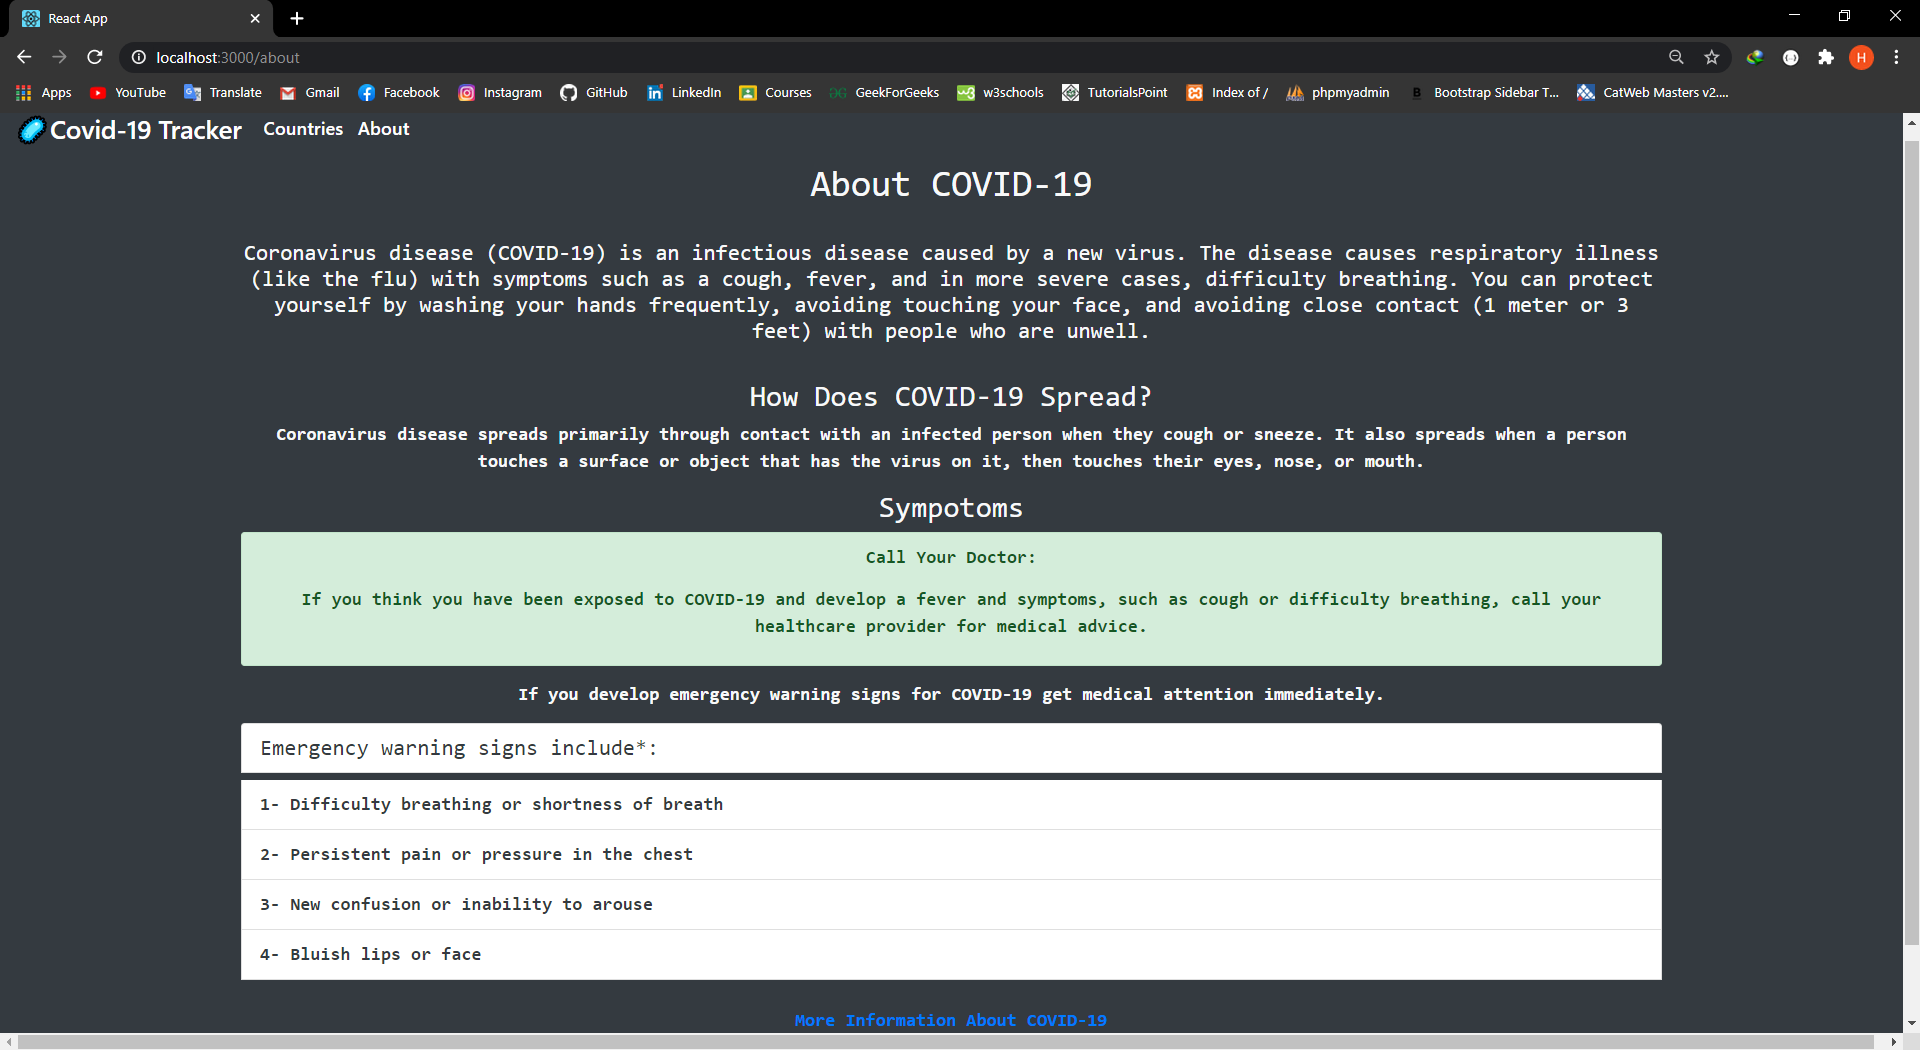 React App
localhost:3000/about
H
Apps YouTube Translate Gmail Facebook Instagram GitHub LinkedIn Courses GeekForGeeks w3schools TutorialsPoint Index of / phpmyadmin Bootstrap Sidebar T... CatWeb Masters v2....
Covid-19 Tracker Countries About
About COVID-19
Coronavirus disease (COVID-19) is an infectious disease caused by a new virus. The disease causes respiratory illness
(like the flu) with symptoms such as a cough, fever, and in more severe cases, difficulty breathing. You can protect
yourself by washing your hands frequently, avoiding touching your face, and avoiding close contact (1 meter or 3
feet) with people who are unwell.
How Does COVID-19 Spread?
Coronavirus disease spreads primarily through contact with an infected person when they cough or sneeze. It also spreads when a person
touches a surface or object that has the virus on it, then touches their eyes, nose, or mouth.
Sympotoms
Call Your Doctor:
If you think you have been exposed to COVID-19 and develop a fever and symptoms, such as cough or difficulty breathing, call your
healthcare provider for medical advice.
If you develop emergency warning signs for COVID-19 get medical attention immediately.
Emergency warning signs include*:
1- Difficulty breathing or shortness of breath
2- Persistent pain or pressure in the chest
3- New confusion or inability to arouse
4- Bluish lips or face
More Information About COVID-19